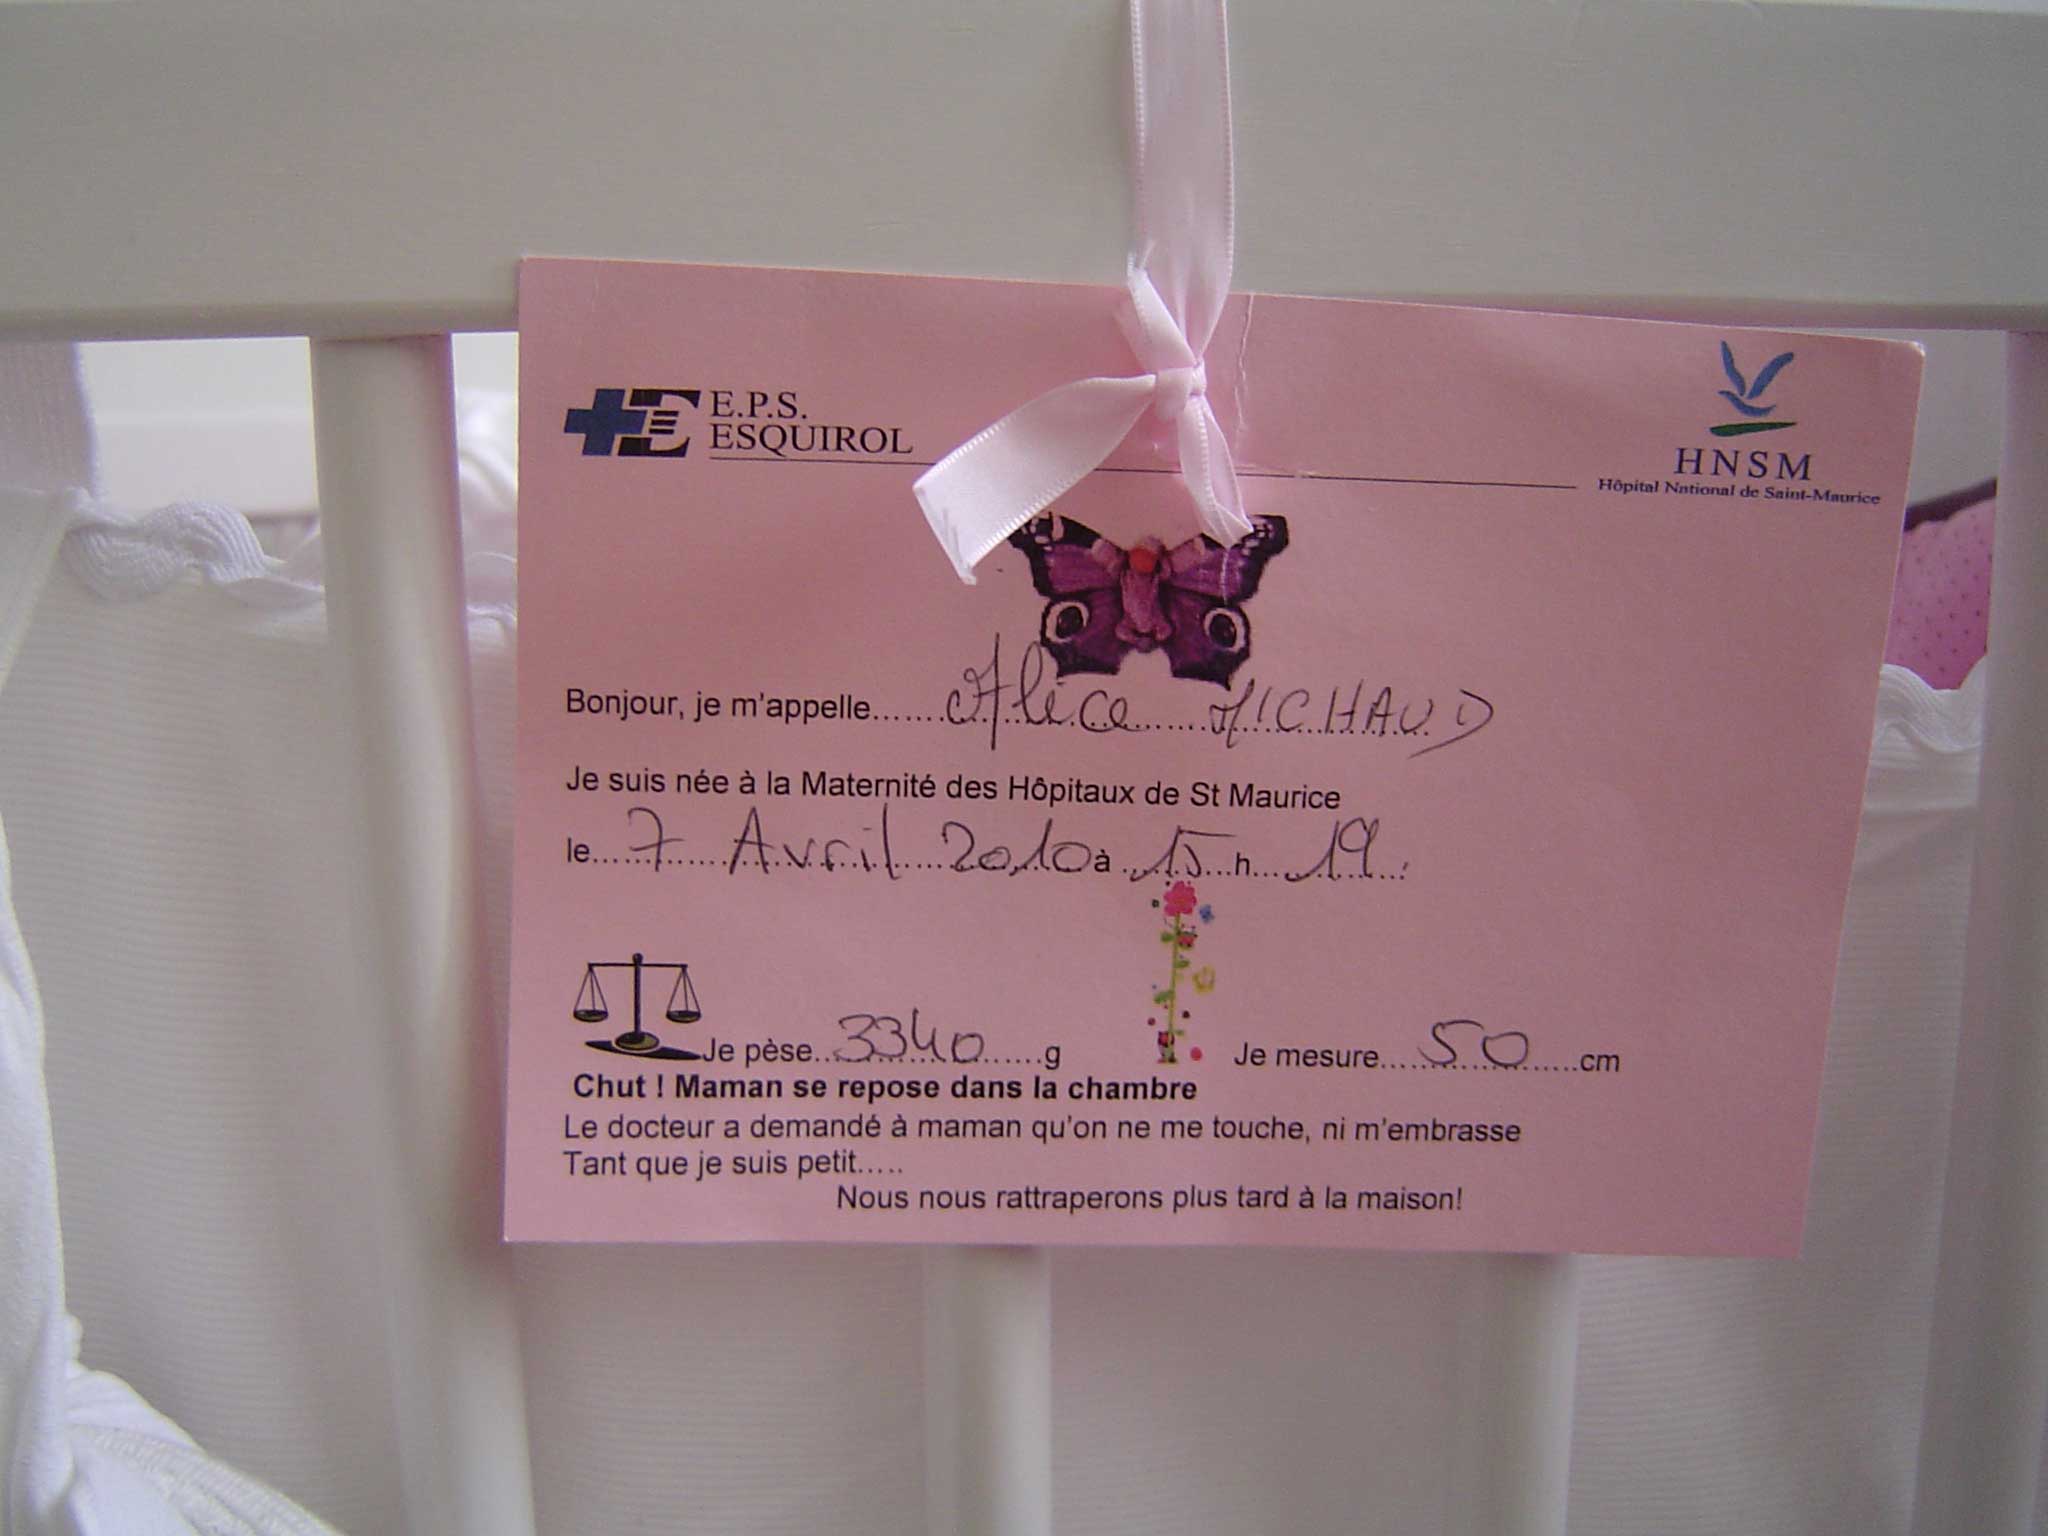 E.P.S.
ESQUIROL
HNSM
Hôpital National de Saint-Maurice
Bonjour, je m'appelle.......Alice.......MICHAUD
Je suis née à la Maternité des Hôpitaux de St Maurice
le......7......Avril......2010 à ..15...h...19...
Je pèse..3340......g Je mesure....50.....cm
Chut ! Maman se repose dans la chambre
Le docteur a demandé à maman qu'on ne me touche, ni m'embrasse
Tant que je suis petit.....
Nous nous rattraperons plus tard à la maison!